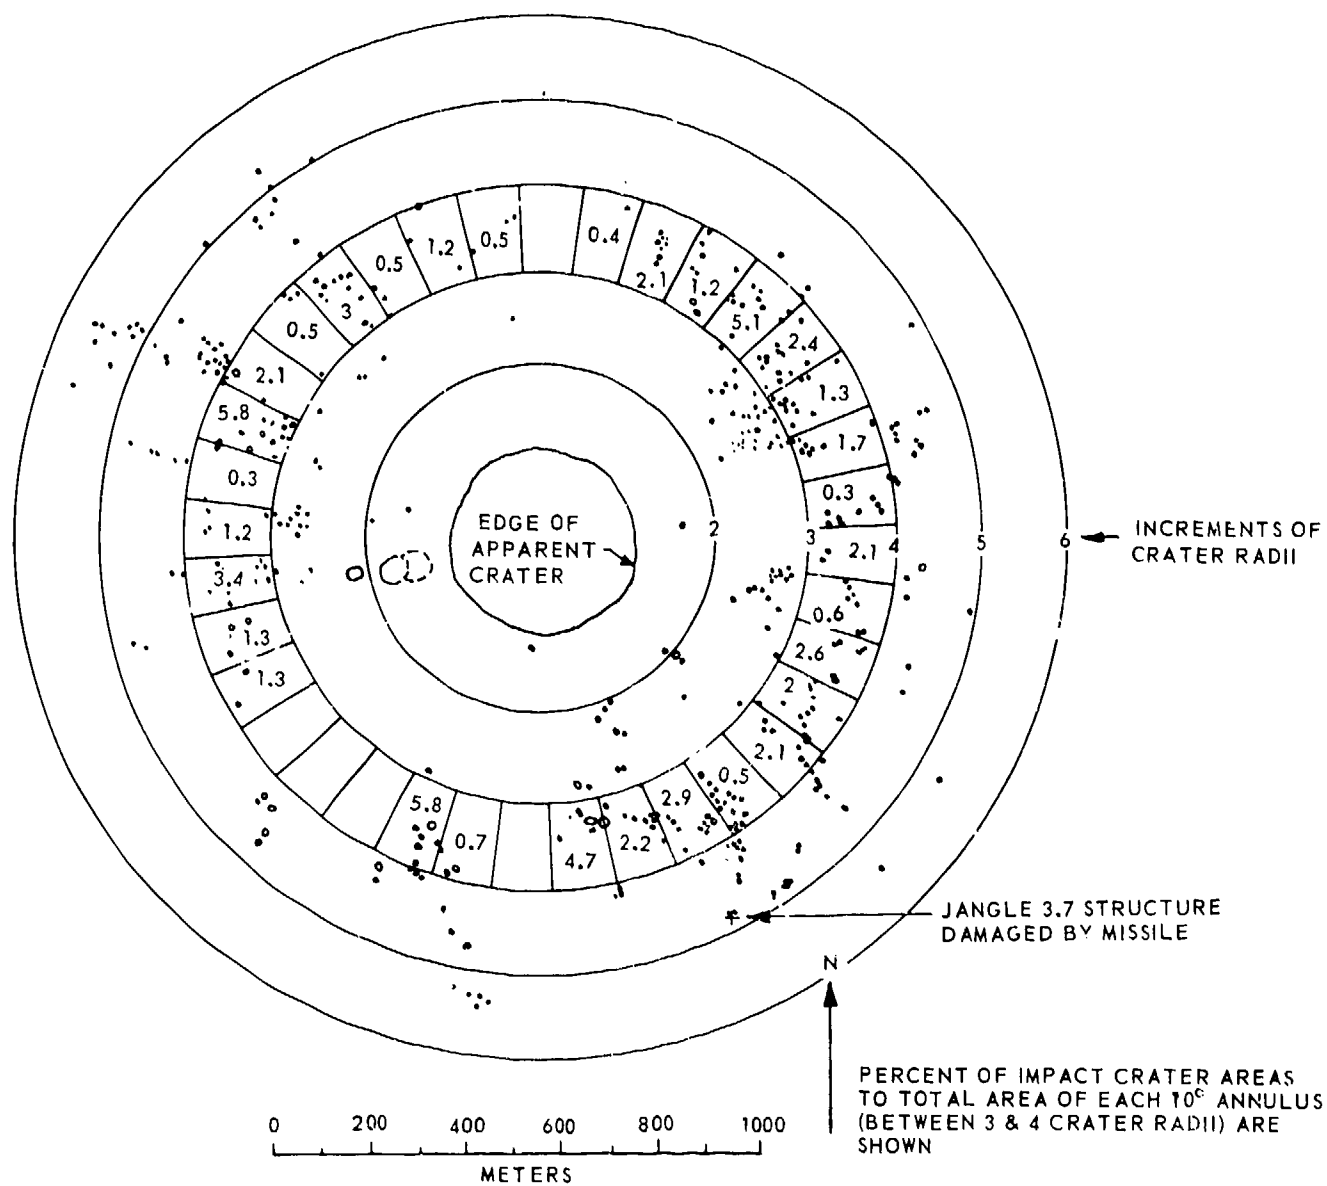 0.5
0.4
1.2
0.5
2.1
1.2
3
5.1
0.5
2.4
2.1
1.3
5.8
1.7
0.3
0.3
EDGE OF
APPARENT
CRATER
1.2
2
3
2.1
4
5
6
INCREMENTS OF
CRATER RADII
3.4
0.6
1.3
2.6
1.3
2
2.1
0.5
5.8
2.9
0.7
2.2
4.7
JANGLE 3.7 STRUCTURE
DAMAGED BY MISSILE
N
PERCENT OF IMPACT CRATER AREAS
TO TOTAL AREA OF EACH 10° ANNULUS
(BETWEEN 3 & 4 CRATER RADII) ARE
SHOWN
0 200 400 600 800 1000
METERS